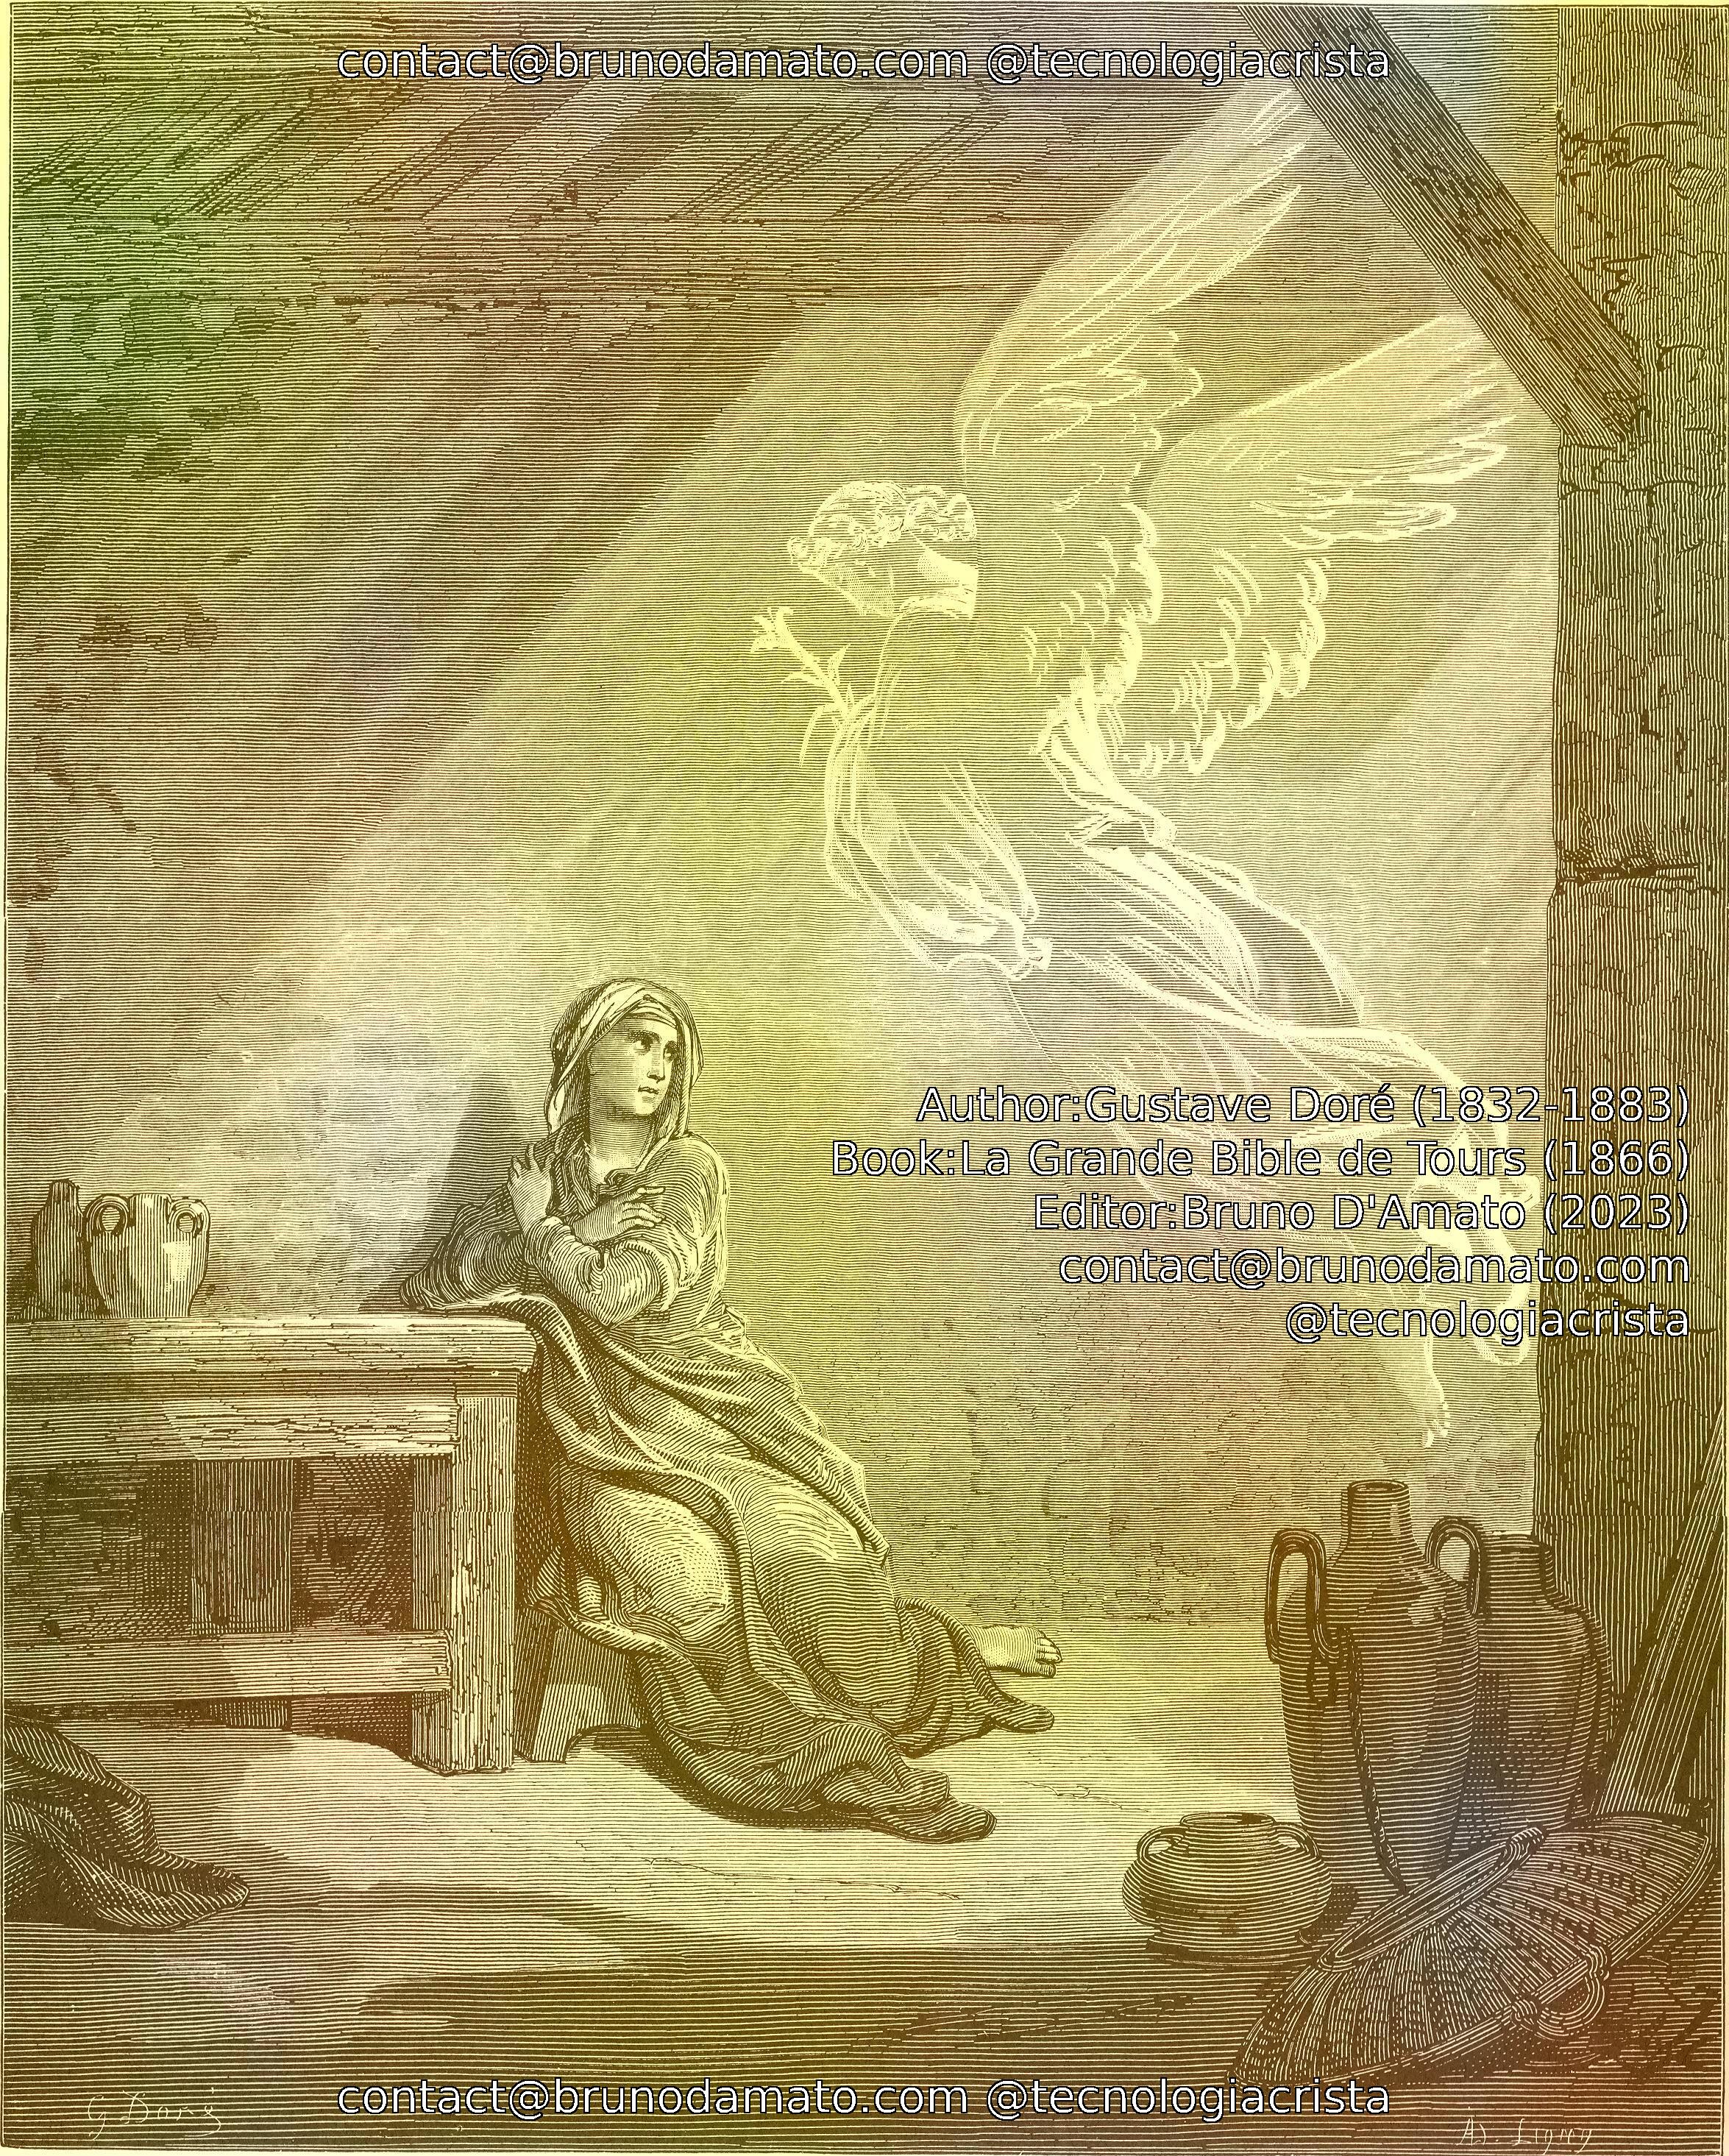 contact@brunodamato.com @tecnologiacrista
Author:Gustave Doré (1832-1883)
Book:La Grande Bible de Tours (1866)
Editor:Bruno D'Amato (2023)
contact@brunodamato.com
@tecnologiacrista
contact@brunodamato.com @tecnologiacrista
G Doré